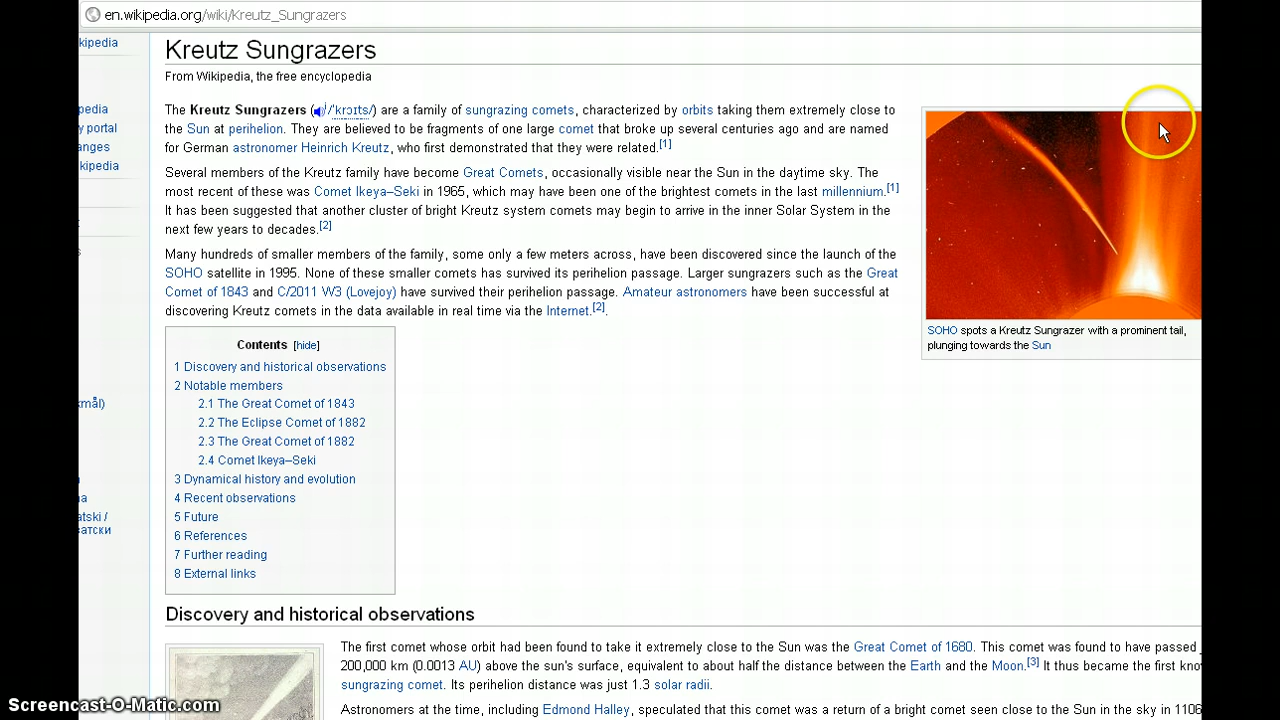 en.wikipedia.org/wiki/Kreutz_Sungrazers
kipedia
pedia
y portal
anges
kipedia
s
kmål)
a
atski /
ватски
Kreutz Sungrazers
From Wikipedia, the free encyclopedia
The Kreutz Sungrazers (/ˈkrɔɪts/) are a family of sungrazing comets, characterized by orbits taking them extremely close to
the Sun at perihelion. They are believed to be fragments of one large comet that broke up several centuries ago and are named
for German astronomer Heinrich Kreutz, who first demonstrated that they were related.[1]
Several members of the Kreutz family have become Great Comets, occasionally visible near the Sun in the daytime sky. The
most recent of these was Comet Ikeya–Seki in 1965, which may have been one of the brightest comets in the last millennium.[1]
It has been suggested that another cluster of bright Kreutz system comets may begin to arrive in the inner Solar System in the
next few years to decades.[2]
Many hundreds of smaller members of the family, some only a few meters across, have been discovered since the launch of the
SOHO satellite in 1995. None of these smaller comets has survived its perihelion passage. Larger sungrazers such as the Great
Comet of 1843 and C/2011 W3 (Lovejoy) have survived their perihelion passage. Amateur astronomers have been successful at
discovering Kreutz comets in the data available in real time via the Internet.[2].
SOHO spots a Kreutz Sungrazer with a prominent tail,
plunging towards the Sun
Contents [hide]
1 Discovery and historical observations
2 Notable members
2.1 The Great Comet of 1843
2.2 The Eclipse Comet of 1882
2.3 The Great Comet of 1882
2.4 Comet Ikeya–Seki
3 Dynamical history and evolution
4 Recent observations
5 Future
6 References
7 Further reading
8 External links
Discovery and historical observations
The first comet whose orbit had been found to take it extremely close to the Sun was the Great Comet of 1680. This comet was found to have passed
200,000 km (0.0013 AU) above the sun's surface, equivalent to about half the distance between the Earth and the Moon.[3] It thus became the first kno
sungrazing comet. Its perihelion distance was just 1.3 solar radii.
Astronomers at the time, including Edmond Halley, speculated that this comet was a return of a bright comet seen close to the Sun in the sky in 1106
Screencast-O-Matic.com